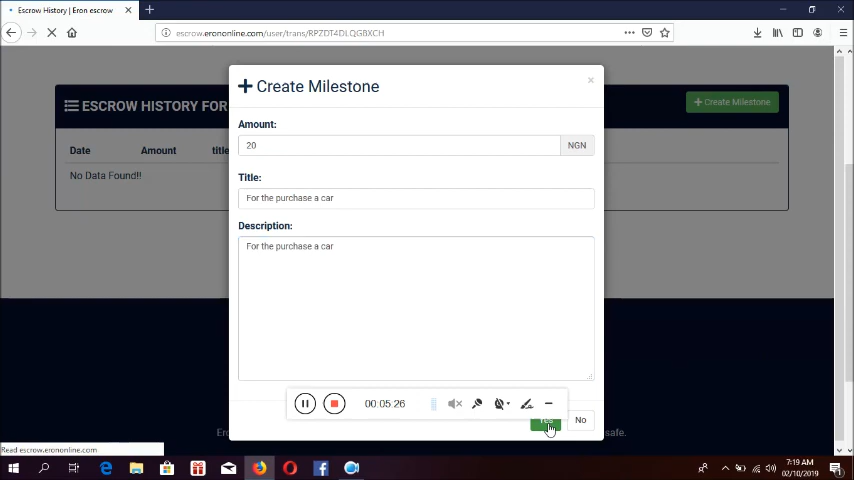 Escrow History | Eron escrow
escrow.erononline.com/user/trans/RPZDT4DLQG8XCH
Create Milestone
ESCROW HISTORY FOR
Create Milestone
Amount:
Date Amount title
20 NGN
No Data Found!!
Title:
For the purchase a car
Description:
For the purchase a car
00:05:26
Yes No
safe.
Read escrow.erononline.com
7:19 AM
02/10/2019